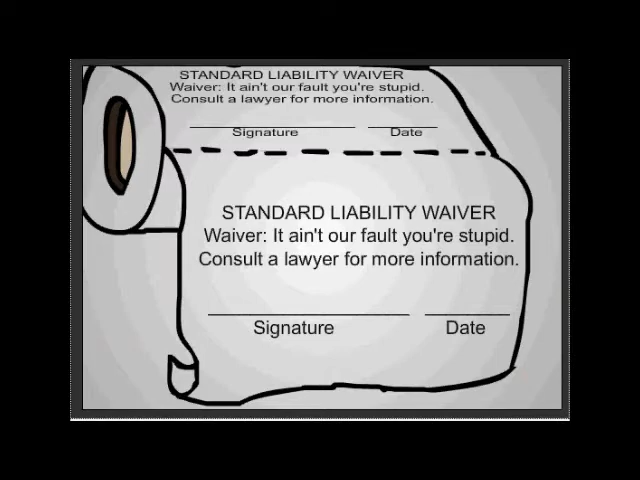 STANDARD LIABILITY WAIVER
Waiver: It ain't our fault you're stupid.
Consult a lawyer for more information.
Signature Date
STANDARD LIABILITY WAIVER
Waiver: It ain't our fault you're stupid.
Consult a lawyer for more information.
Signature Date